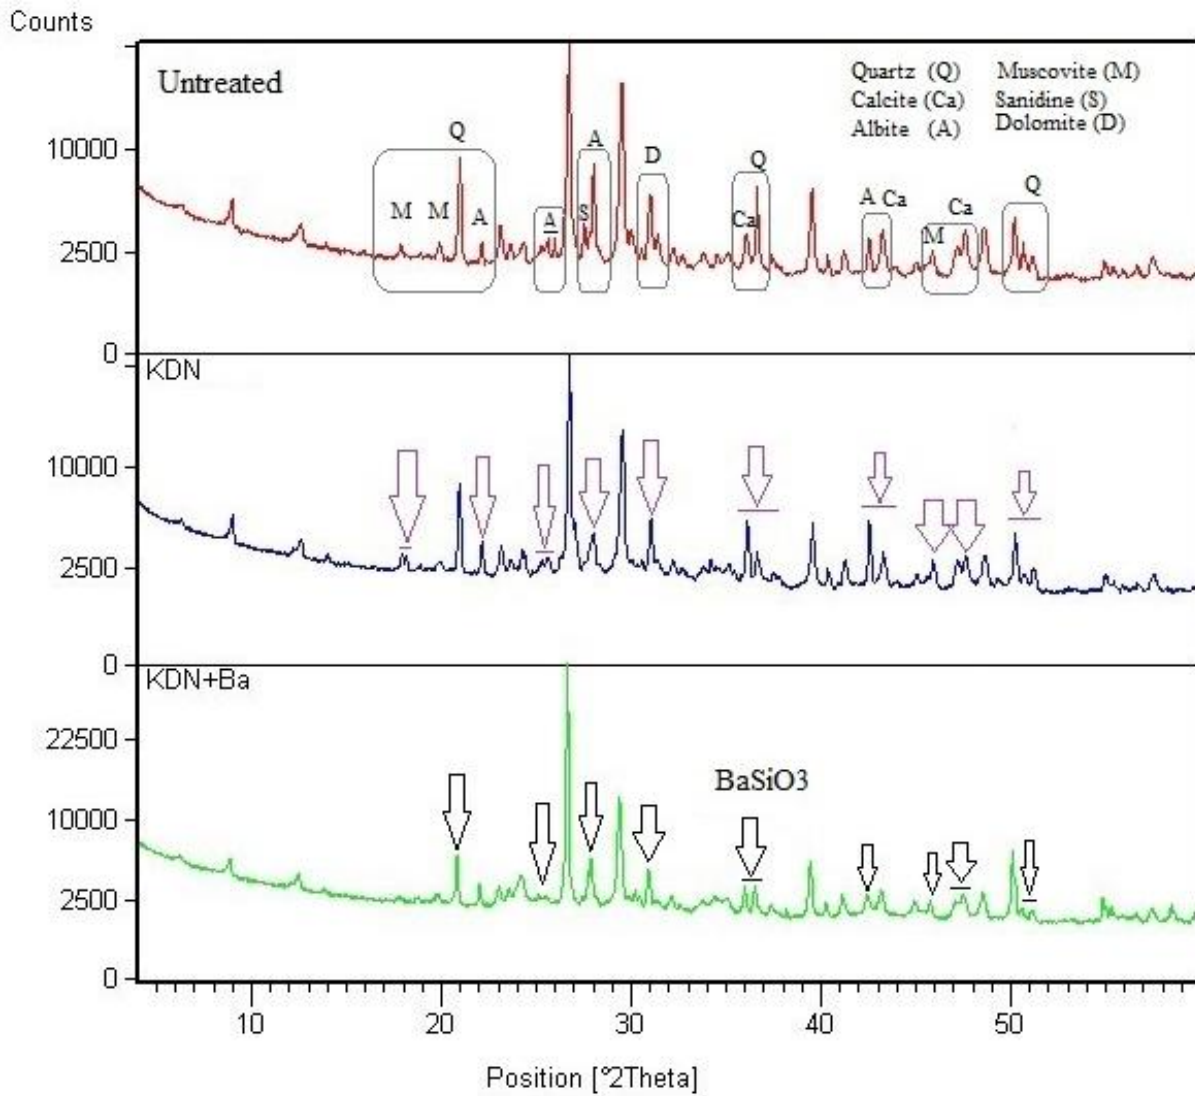 Counts
Untreated
Quartz (Q) Muscovite (M)
Calcite (Ca) Sanidine (S)
Albite (A) Dolomite (D)
10000
2500
0
M M Q A A S A D Ca Q A Ca M Ca Q
KDN
10000
2500
0
KDN+Ba
22500
10000
2500
0
BaSiO3
10 20 30 40 50
Position [°2Theta]